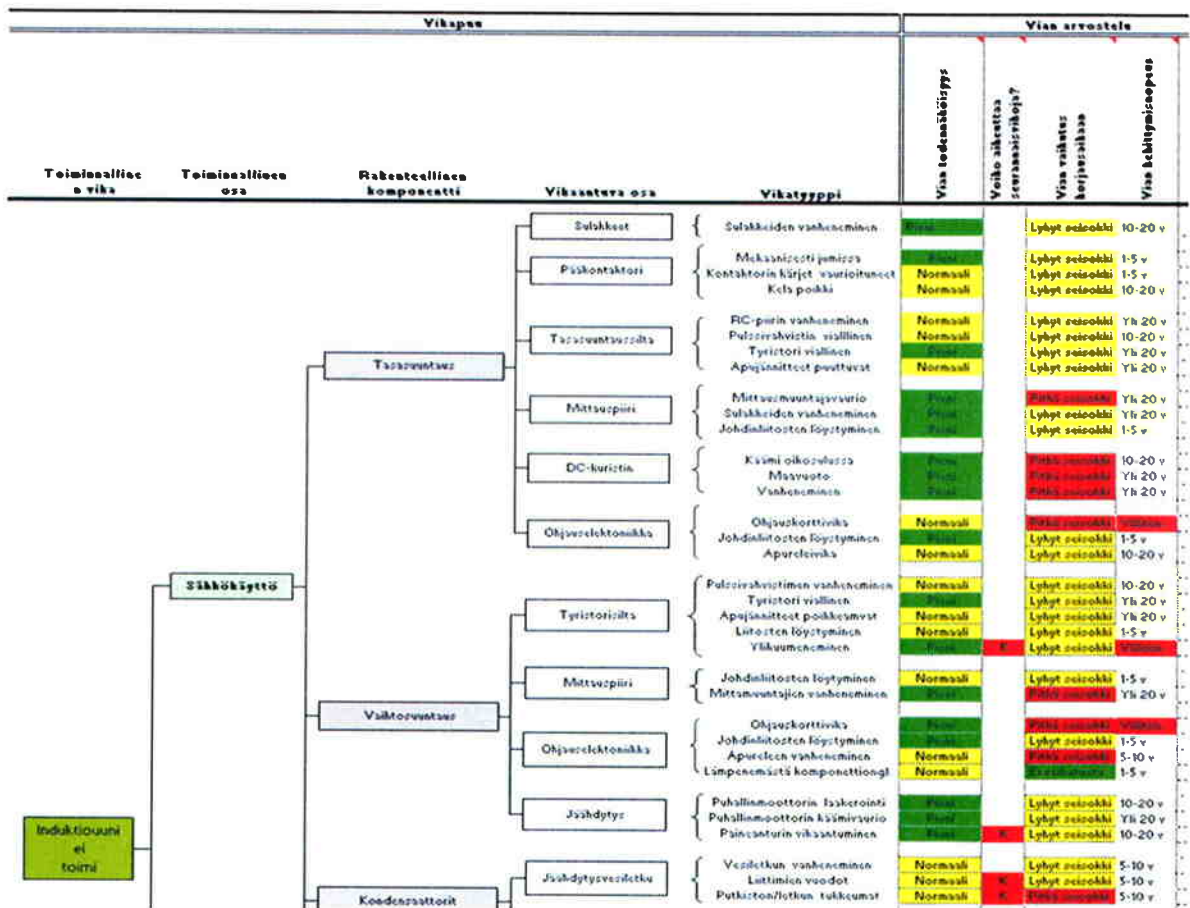 Vikapuu
Vian arvostelu
Toiminnallinen vika
Toiminnallinen osa
Rakenteellinen komponentti
Vikaantuva osa
Vikatyyppi
Vian todennäköisyys
Voiko aiheuttaa seurannaisvikoja?
Vian vaikutus korjausaikaan
Vian kehittymisnopeus
Induktiouuni
ei
toimi
Sähkökäyttö
Tasasuuntaus
Sulakkeet
Sulakkeiden vanheneminen Pieni Lyhyt seisokki 10-20 v
Pääkontaktori
Mekaanisesti jumissa Pieni Lyhyt seisokki 1-5 v
Kontaktorin kärjet vaurioituneet Normaali Lyhyt seisokki 1-5 v
Kela poikki Normaali Lyhyt seisokki 10-20 v
Tasasuuntaussilta
RC-piirin vanheneminen Normaali Lyhyt seisokki Yli 20 v
Pulssivahvistin viallinen Normaali Lyhyt seisokki 10-20 v
Tyristori viallinen Pieni Lyhyt seisokki Yli 20 v
Apujännitteet puuttuvat Normaali Lyhyt seisokki Yli 20 v
Mittauspiiri
Mittausmuuntajavaurio Pieni Pitkä seisokki Yli 20 v
Sulakkeiden vanheneminen Pieni Lyhyt seisokki Yli 20 v
Johdinliitosten löystyminen Pieni Lyhyt seisokki 1-5 v
DC-kuristin
Käämi oikosulussa Pieni Pitkä seisokki 10-20 v
Maavuoto Pieni Pitkä seisokki Yli 20 v
Vanheneminen Pieni Pitkä seisokki Yli 20 v
Ohjauselektoniikka
Ohjauskorttivika Normaali Pitkä seisokki Välitön
Johdinliitosten löystyminen Pieni Lyhyt seisokki 1-5 v
Apureleivika Normaali Lyhyt seisokki 10-20 v
Vaihtosuuntaus
Tyristorisilta
Pulssivahvistimen vanheneminen Normaali Lyhyt seisokki 10-20 v
Tyristori viallinen Pieni Lyhyt seisokki Yli 20 v
Apujännitteet poikkeamvat Normaali Lyhyt seisokki Yli 20 v
Liitosten löystyminen Normaali Lyhyt seisokki 1-5 v
Ylikuumeneminen Pieni K Lyhyt seisokki Välitön
Mittauspiiri
Johdinliitosten löytyminen Normaali Lyhyt seisokki 1-5 v
Mittamuuntajien vanheneminen Pieni Pitkä seisokki Yli 20 v
Ohjauselektoniikka
Ohjauskorttivika Pieni Pitkä seisokki Välitön
Johdinliitosten löystyminen Pieni Lyhyt seisokki 1-5 v
Apureleen vanheneminen Normaali Pitkä seisokki 5-10 v
Lämpenemästä komponettiongl Normaali 1-5 v
Jäähdytys
Puhallinmoottorin laakerointi Pieni Lyhyt seisokki 10-20 v
Puhallinmoottorin käämivaurio Pieni Lyhyt seisokki Yli 20 v
Paineanturin vikaantuminen Pieni K Lyhyt seisokki 10-20 v
Kondensaattorit
Jäähdytysvesiletku
Vesiletkun vanheneminen Normaali Lyhyt seisokki 5-10 v
Liittimien vuodot Normaali K Lyhyt seisokki 5-10 v
Putkiston/letkun tukkeumat Normaali K Pitkä seisokki 5-10 v